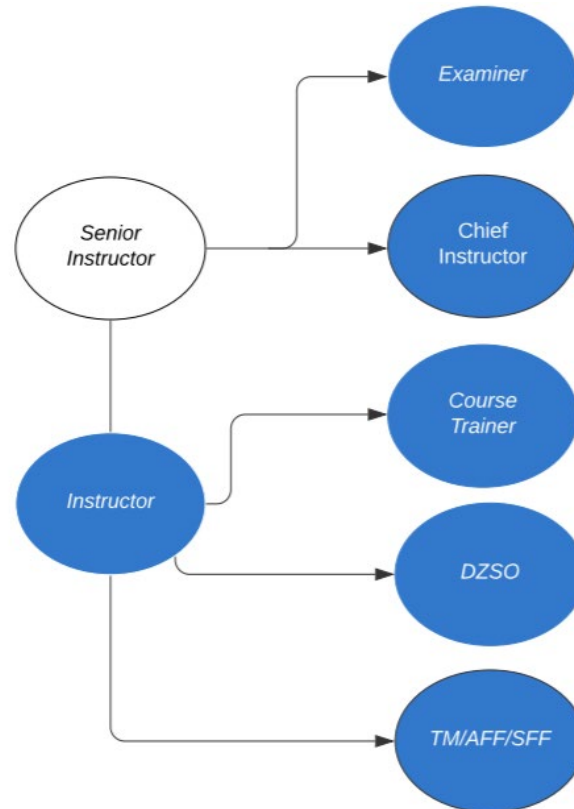 Examiner
Senior
Instructor
Chief
Instructor
Course
Trainer
Instructor
DZSO
TM/AFF/SFF